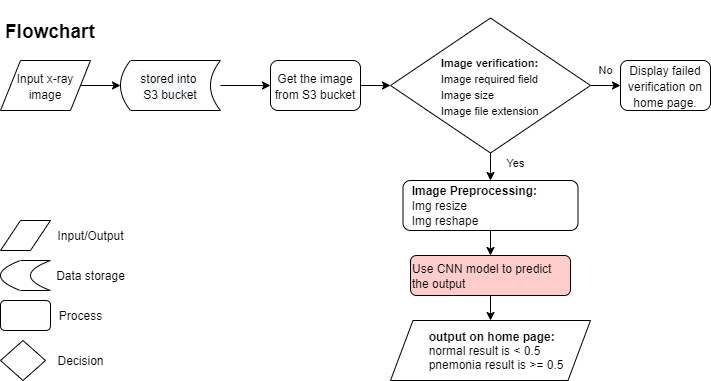 Flowchart
Input x-ray
image
stored into
S3 bucket
Get the image
from S3 bucket
Image verification:
Image required field
Image size
Image file extension
No
Display failed
verification on
home page.
Yes
Image Preprocessing:
Img resize
Img reshape
Use CNN model to predict
the output
output on home page:
normal result is < 0.5
pnemonia result is >= 0.5
Input/Output
Data storage
Process
Decision